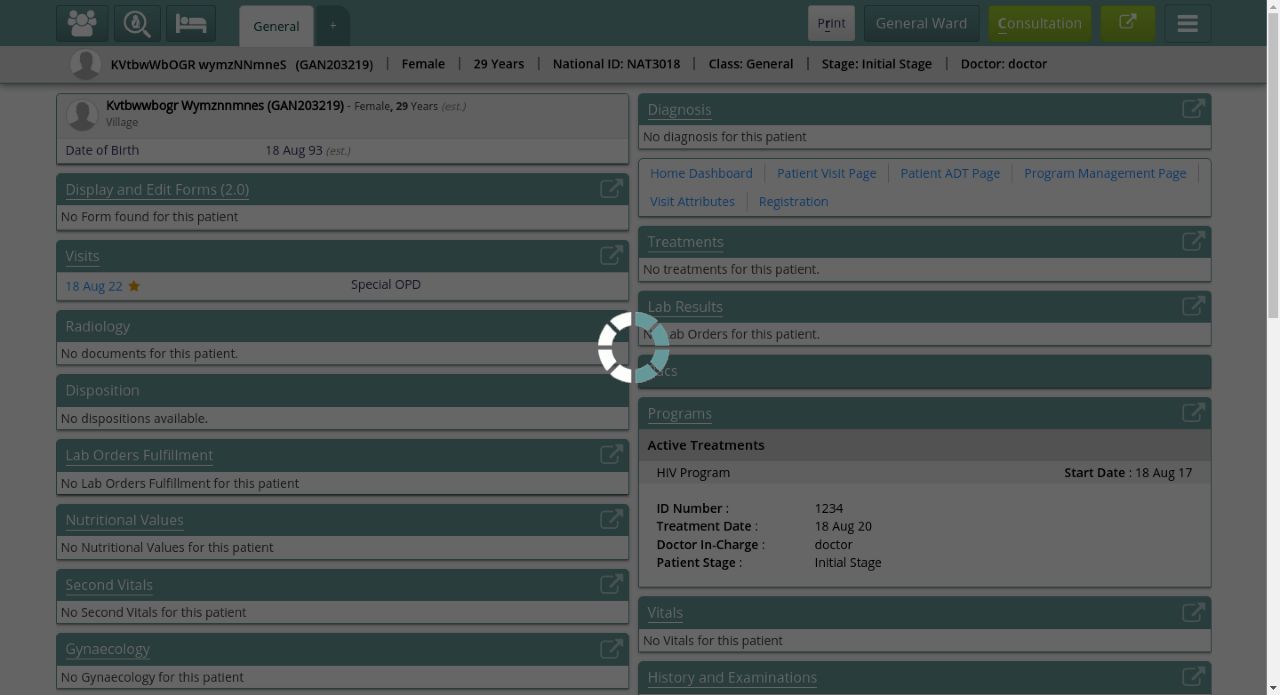 General
+
Print
General Ward
Consultation
KVtbwWbOGR wymzNNmneS (GAN203219) | Female | 29 Years | National ID: NAT3018 | Class: General | Stage: Initial Stage | Doctor: doctor
Kvtbwwbogr Wymznnmnes (GAN203219) - Female, 29 Years (est.)
Village
Date of Birth 18 Aug 93 (est.)
Display and Edit Forms (2.0)
No Form found for this patient
Visits
18 Aug 22 Special OPD
Radiology
No documents for this patient.
Disposition
No dispositions available.
Lab Orders Fulfillment
No Lab Orders Fulfillment for this patient
Nutritional Values
No Nutritional Values for this patient
Second Vitals
No Second Vitals for this patient
Gynaecology
No Gynaecology for this patient
Diagnosis
No diagnosis for this patient
Home Dashboard | Patient Visit Page | Patient ADT Page | Program Management Page |
Visit Attributes | Registration
Treatments
No treatments for this patient.
Lab Results
Orders for this patient.
Programs
Active Treatments
HIV Program Start Date : 18 Aug 17
ID Number : 1234
Treatment Date : 18 Aug 20
Doctor In-Charge : doctor
Patient Stage : Initial Stage
Vitals
No Vitals for this patient
History and Examinations